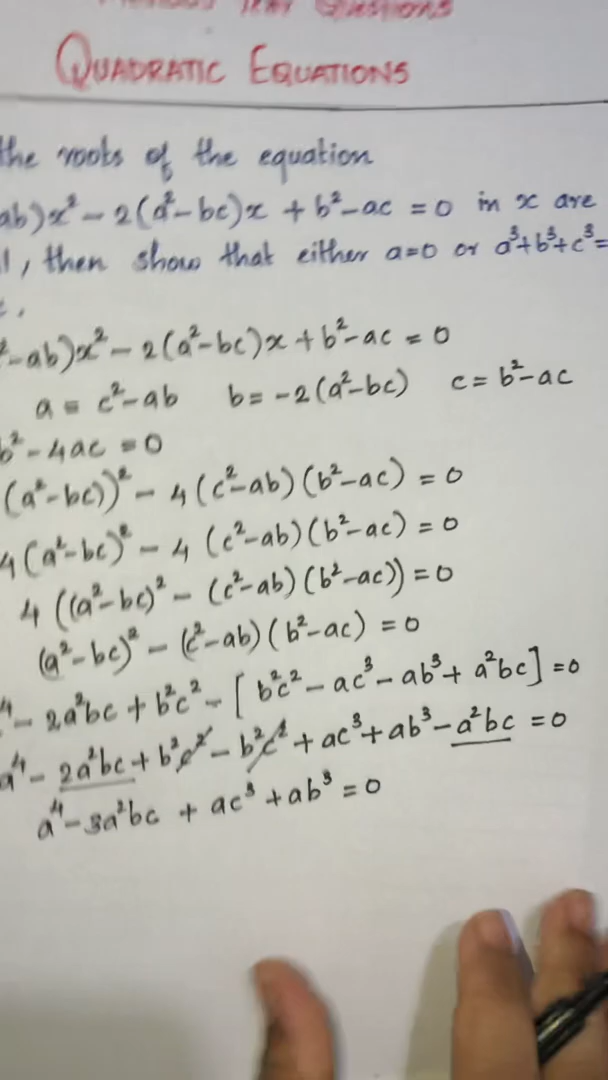 QUADRATIC EQUATIONS
the roots of the equation
ab)x² - 2(a² - bc)x + b² - ac = 0 in x are
, then show that either a=0 or a³+b³+c³=
²-ab)x² - 2(a²-bc)x + b²-ac = 0
a = c²-ab b = -2(a²-bc) c = b²-ac
b² - 4ac = 0
(a²-bc))² - 4(c²-ab)(b²-ac) = 0
4(a²-bc)² - 4(c²-ab)(b²-ac) = 0
4((a²-bc)² - (c²-ab)(b²-ac)) = 0
(a²-bc)² - (c²-ab)(b²-ac) = 0
⁴ - 2a²bc + b²c² - [b²c² - ac³ - ab³ + a²bc] = 0
a⁴ - 2a²bc + b²c² - b²c² + ac³ + ab³ - a²bc = 0
a⁴ - 3a²bc + ac³ + ab³ = 0